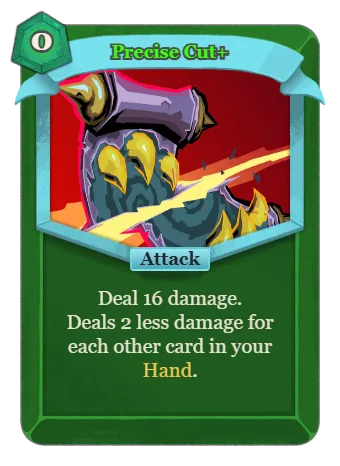 0
Precise Cut+
Attack
Deal 16 damage.
Deals 2 less damage for
each other card in your
Hand.